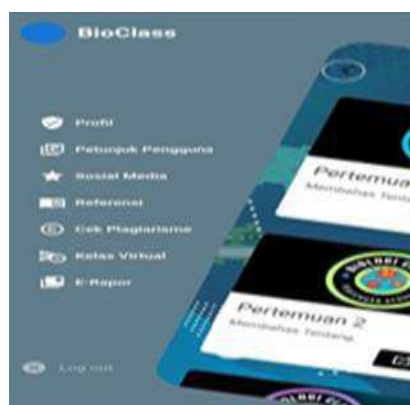 BioClass
Profil
Petunjuk Pengguna
Sosial Media
Referensi
Cek Plagiarisme
Kelas Virtual
E-Rapor
Log out
Pertemuan
Membahas Tentang
BIOLOGI
Pertemuan 2
Membahas Tentang